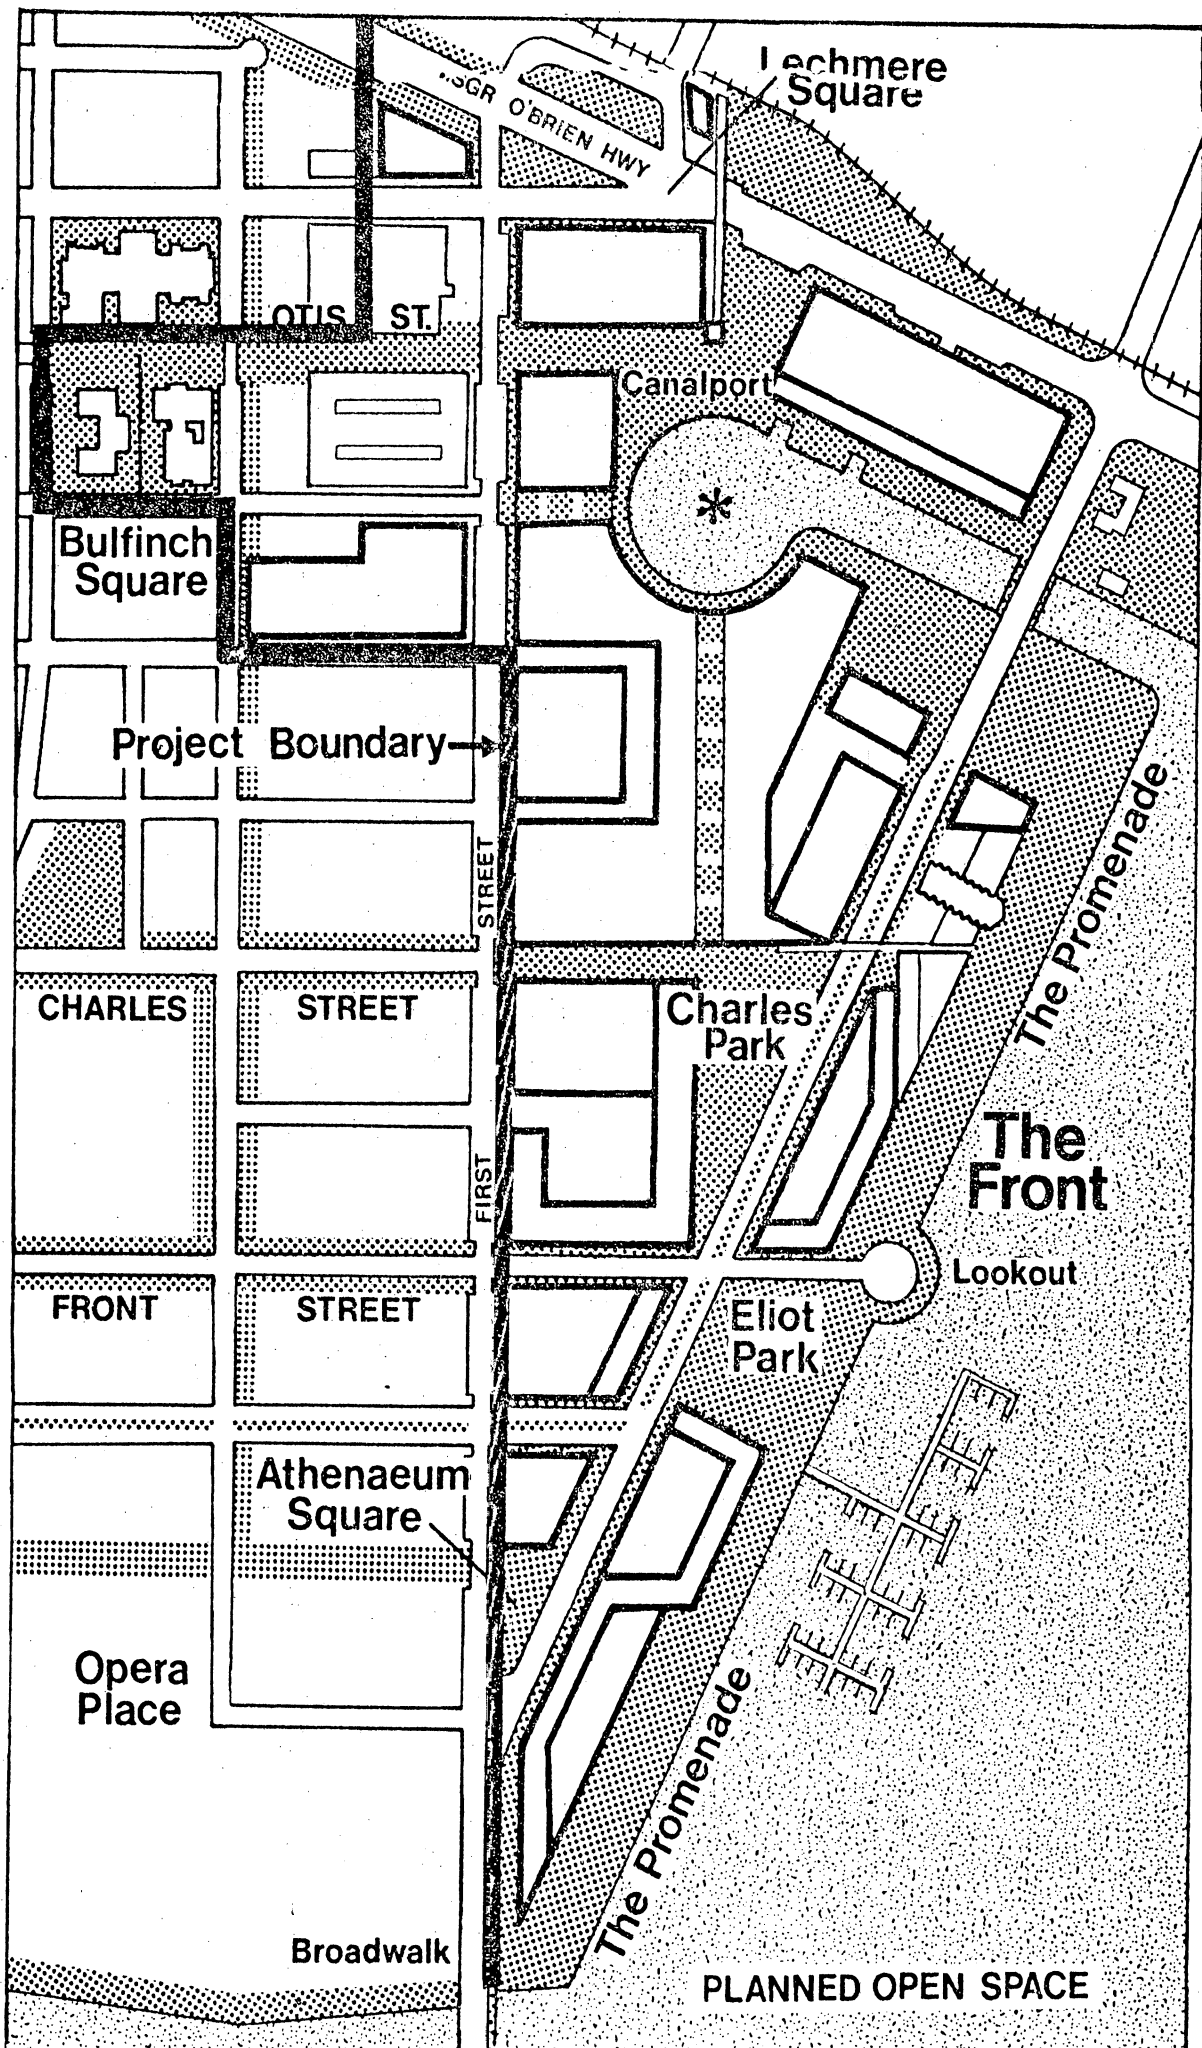 Lechmere
Square
O'BRIEN HWY
OTIS ST.
Canalport
Bulfinch
Square
Project Boundary
The Promenade
STREET
CHARLES STREET
Charles
Park
The
Front
FIRST
Lookout
FRONT STREET
Eliot
Park
Athenaeum
Square
Opera
Place
The Promenade
Broadwalk
PLANNED OPEN SPACE